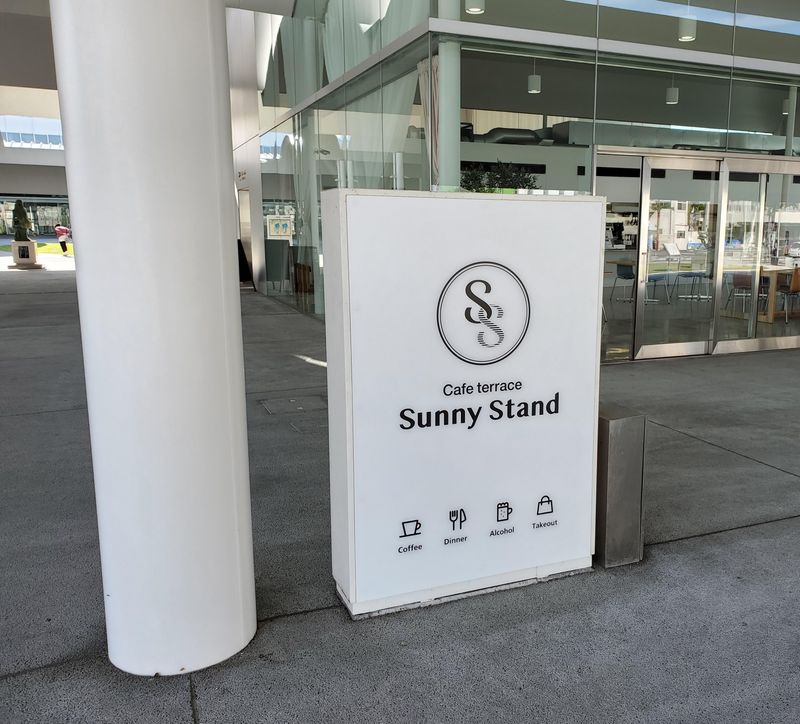 SS
Cafe terrace
Sunny Stand
Coffee Dinner Alcohol Takeout